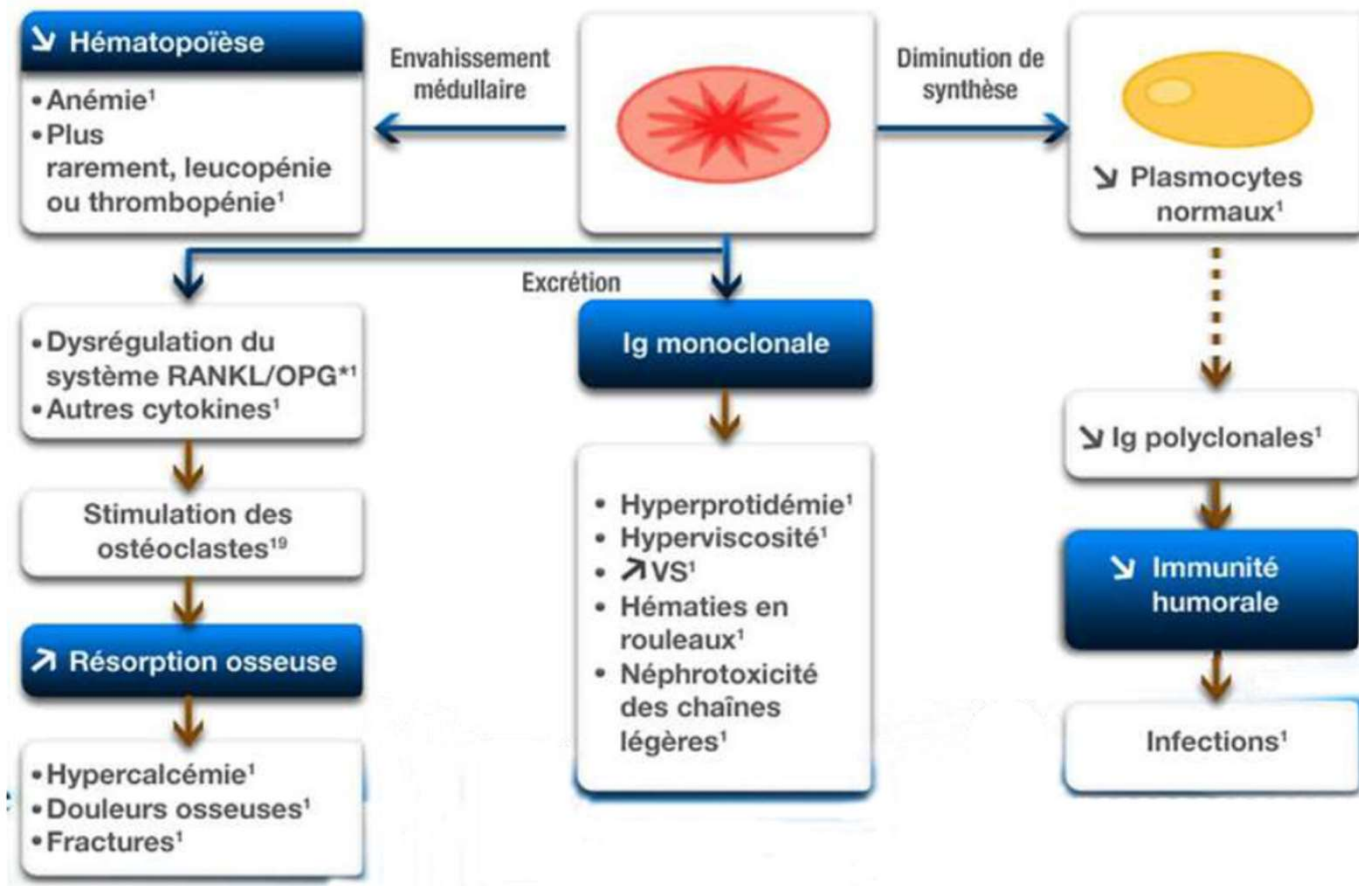 ↘ Hématopoïèse
• Anémie¹
• Plus
rarement, leucopénie
ou thrombopénie¹
Envahissement
médullaire
Diminution de
synthèse
↘ Plasmocytes
normaux¹
Excrétion
• Dysrégulation du
système RANKL/OPG*¹
• Autres cytokines¹
Stimulation des
ostéoclastes¹⁹
↗ Résorption osseuse
• Hypercalcémie¹
• Douleurs osseuses¹
• Fractures¹
Ig monoclonale
• Hyperprotidémie¹
• Hyperviscosité¹
• ↗ VS¹
• Hématies en
rouleaux¹
• Néphrotoxicité
des chaînes
légères¹
↘ Ig polyclonales¹
↘ Immunité
humorale
Infections¹